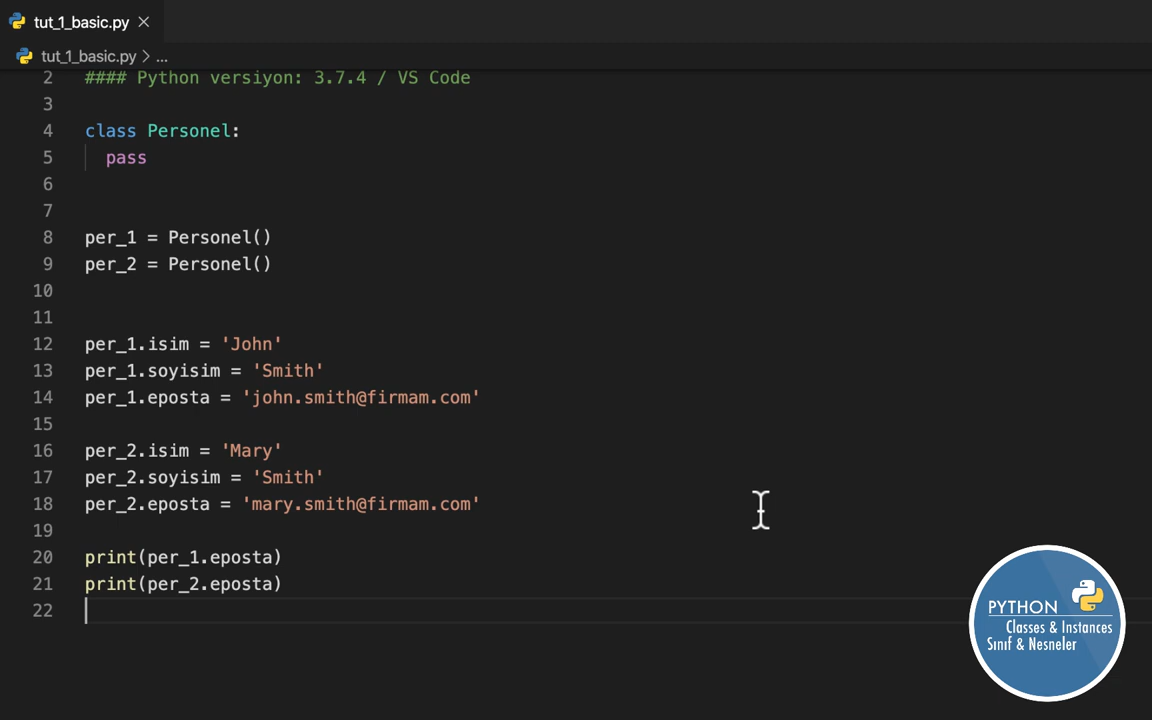 tut_1_basic.py
tut_1_basic.py > ...
2 #### Python versiyon: 3.7.4 / VS Code
3
4 class Personel:
5 pass
6
7
8 per_1 = Personel()
9 per_2 = Personel()
10
11
12 per_1.isim = 'John'
13 per_1.soyisim = 'Smith'
14 per_1.eposta = 'john.smith@firmam.com'
15
16 per_2.isim = 'Mary'
17 per_2.soyisim = 'Smith'
18 per_2.eposta = 'mary.smith@firmam.com'
19
20 print(per_1.eposta)
21 print(per_2.eposta)
22
PYTHON
Classes & Instances
Sınıf & Nesneler